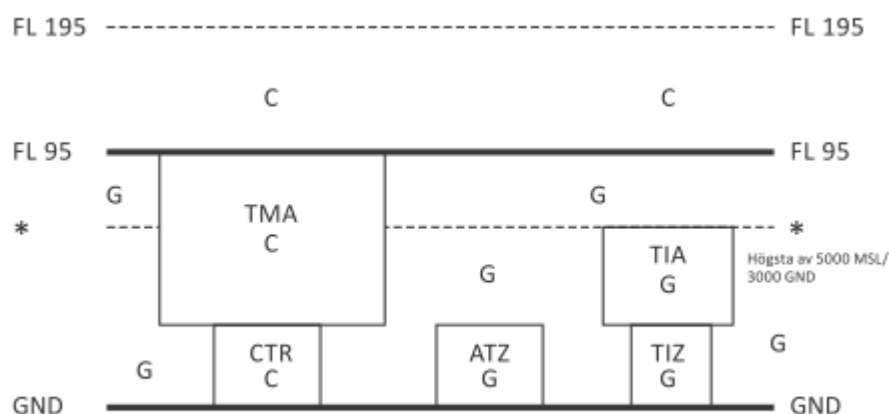 FL 195 FL 195
C C
FL 95 FL 95
G G
TMA
C
* *
Högsta av 5000 MSL/
3000 GND
TIA
G
G
CTR
C
ATZ
G
TIZ
G
G
G
GND GND